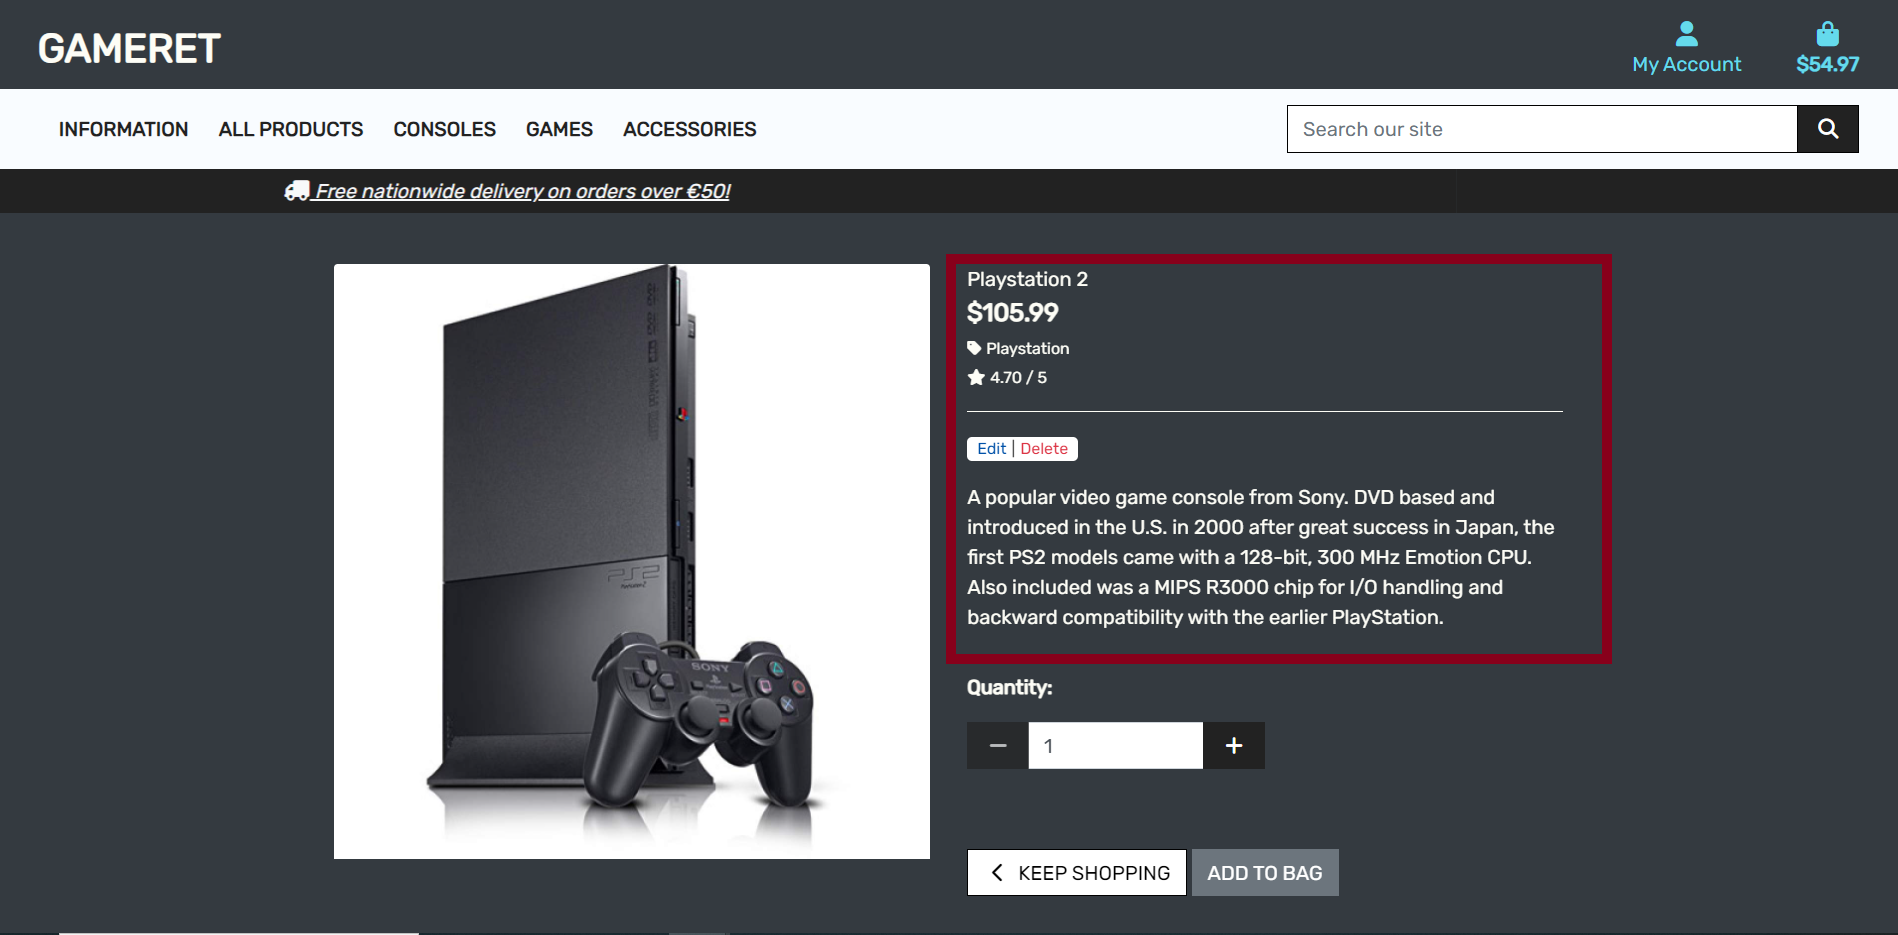 GAMERET
My Account
$54.97
INFORMATION
ALL PRODUCTS
CONSOLES
GAMES
ACCESSORIES
Search our site
Free nationwide delivery on orders over €50!
Playstation 2
$105.99
Playstation
4.70 / 5
Edit | Delete
A popular video game console from Sony. DVD based and
introduced in the U.S. in 2000 after great success in Japan, the
first PS2 models came with a 128-bit, 300 MHz Emotion CPU.
Also included was a MIPS R3000 chip for I/O handling and
backward compatibility with the earlier PlayStation.
PS2
SONY
Quantity:
1
KEEP SHOPPING
ADD TO BAG